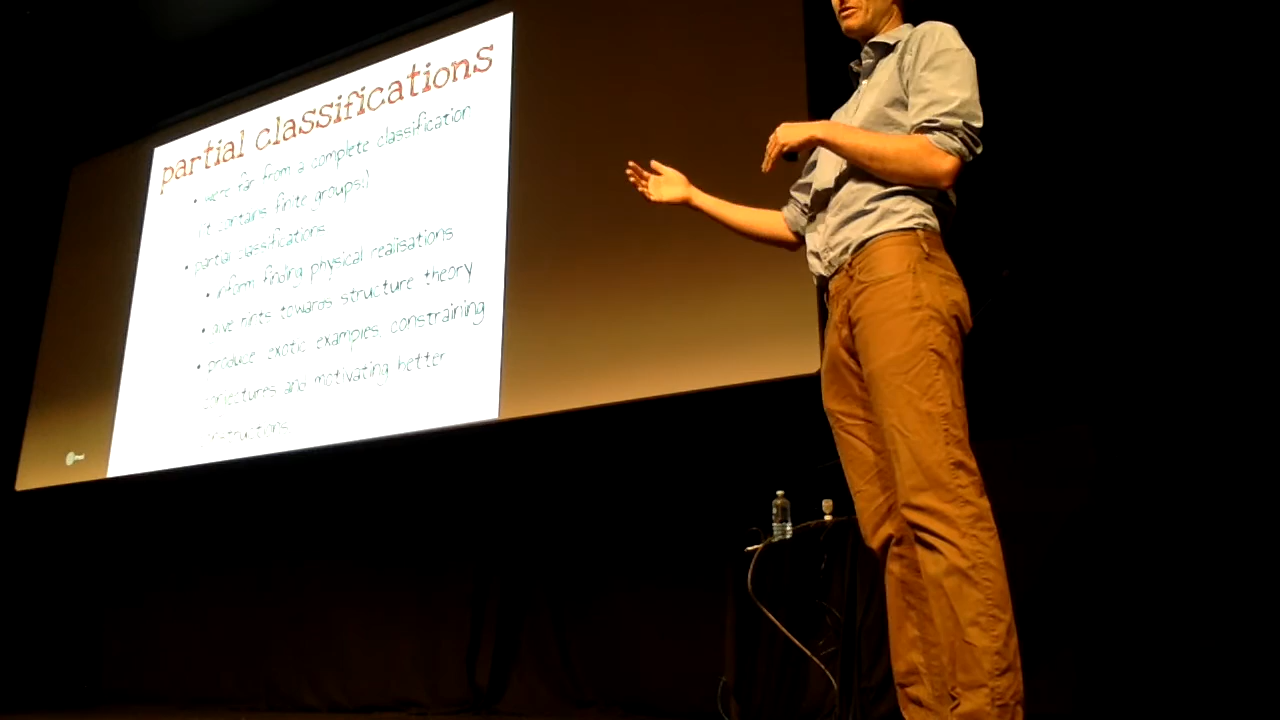 partial classifications
• we're far from a complete classification
(it contains finite groups!)
• partial classifications
• inform finding physical realisations
• give hints towards structure theory
• produce exotic examples, constraining
conjectures and motivating better
constructions